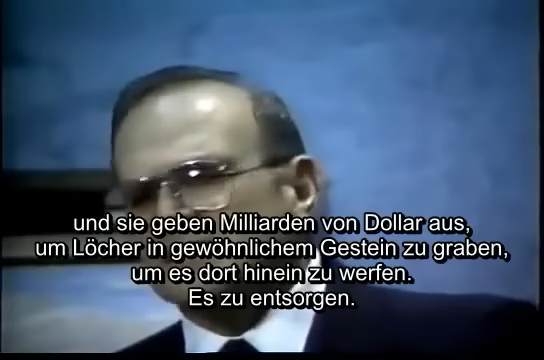 und sie geben Milliarden von Dollar aus,
um Löcher in gewöhnlichem Gestein zu graben,
um es dort hinein zu werfen.
Es zu entsorgen.